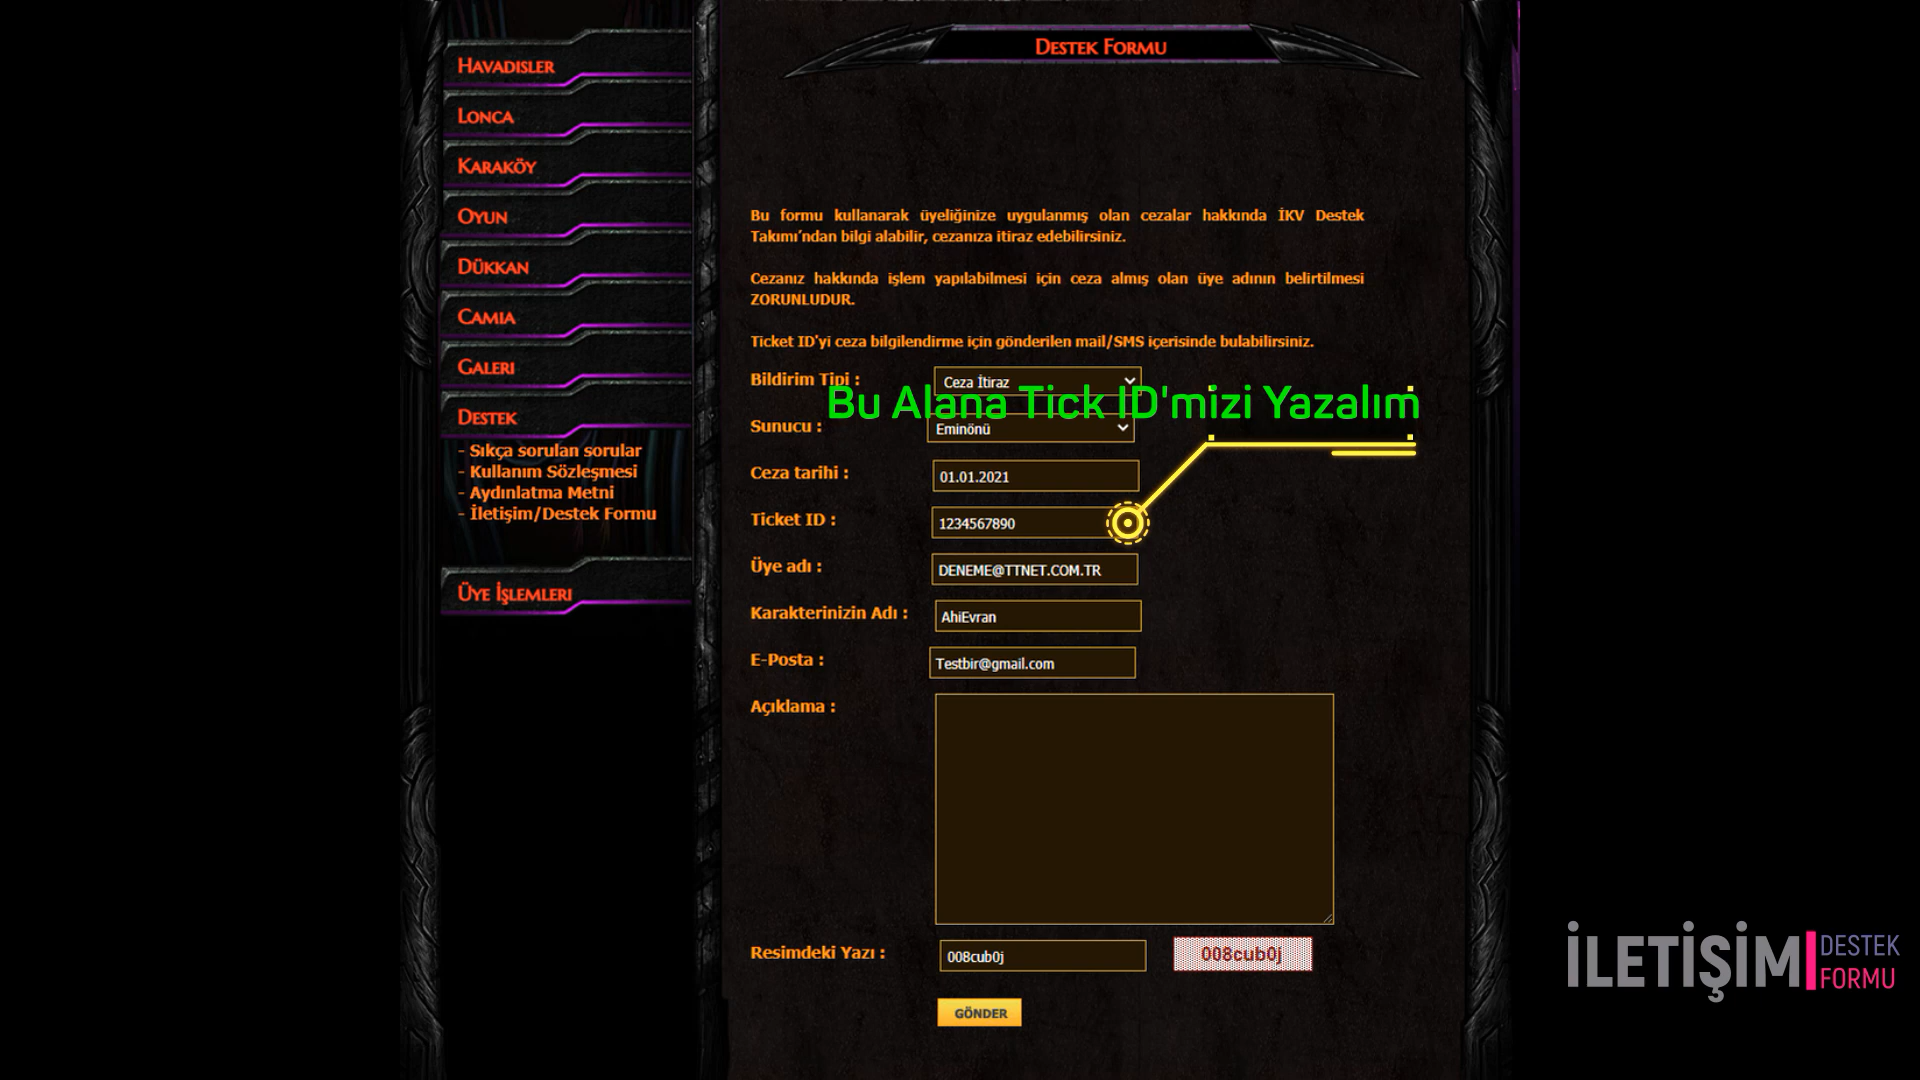 HAVADISLER
LONCA
KARAKÖY
OYUN
DÜKKAN
CAMIA
GALERI
DESTEK
- Sıkça sorulan sorular
- Kullanım Sözleşmesi
- Aydınlatma Metni
- İletişim/Destek Formu
ÜYE İŞLEMLERI
DESTEK FORMU
Bu formu kullanarak üyeliğinize uygulanmış olan cezalar hakkında İKV Destek
Takımı'ndan bilgi alabilir, cezanıza itiraz edebilirsiniz.
Cezanız hakkında işlem yapılabilmesi için ceza almış olan üye adının belirtilmesi
ZORUNLUDUR.
Ticket ID'yi ceza bilgilendirme için gönderilen mail/SMS içerisinde bulabilirsiniz.
Bildirim Tipi : Ceza İtiraz
Bu Alana Tick ID'mizi Yazalım
Sunucu : Eminönü
Ceza tarihi : 01.01.2021
Ticket ID : 1234567890
Üye adı : DENEME@TTNET.COM.TR
Karakterinizin Adı : AhiEvran
E-Posta : Testbir@gmail.com
Açıklama :
Resimdeki Yazı : 008cub0j 008cub0j
GÖNDER
İLETİŞİM DESTEK
FORMU